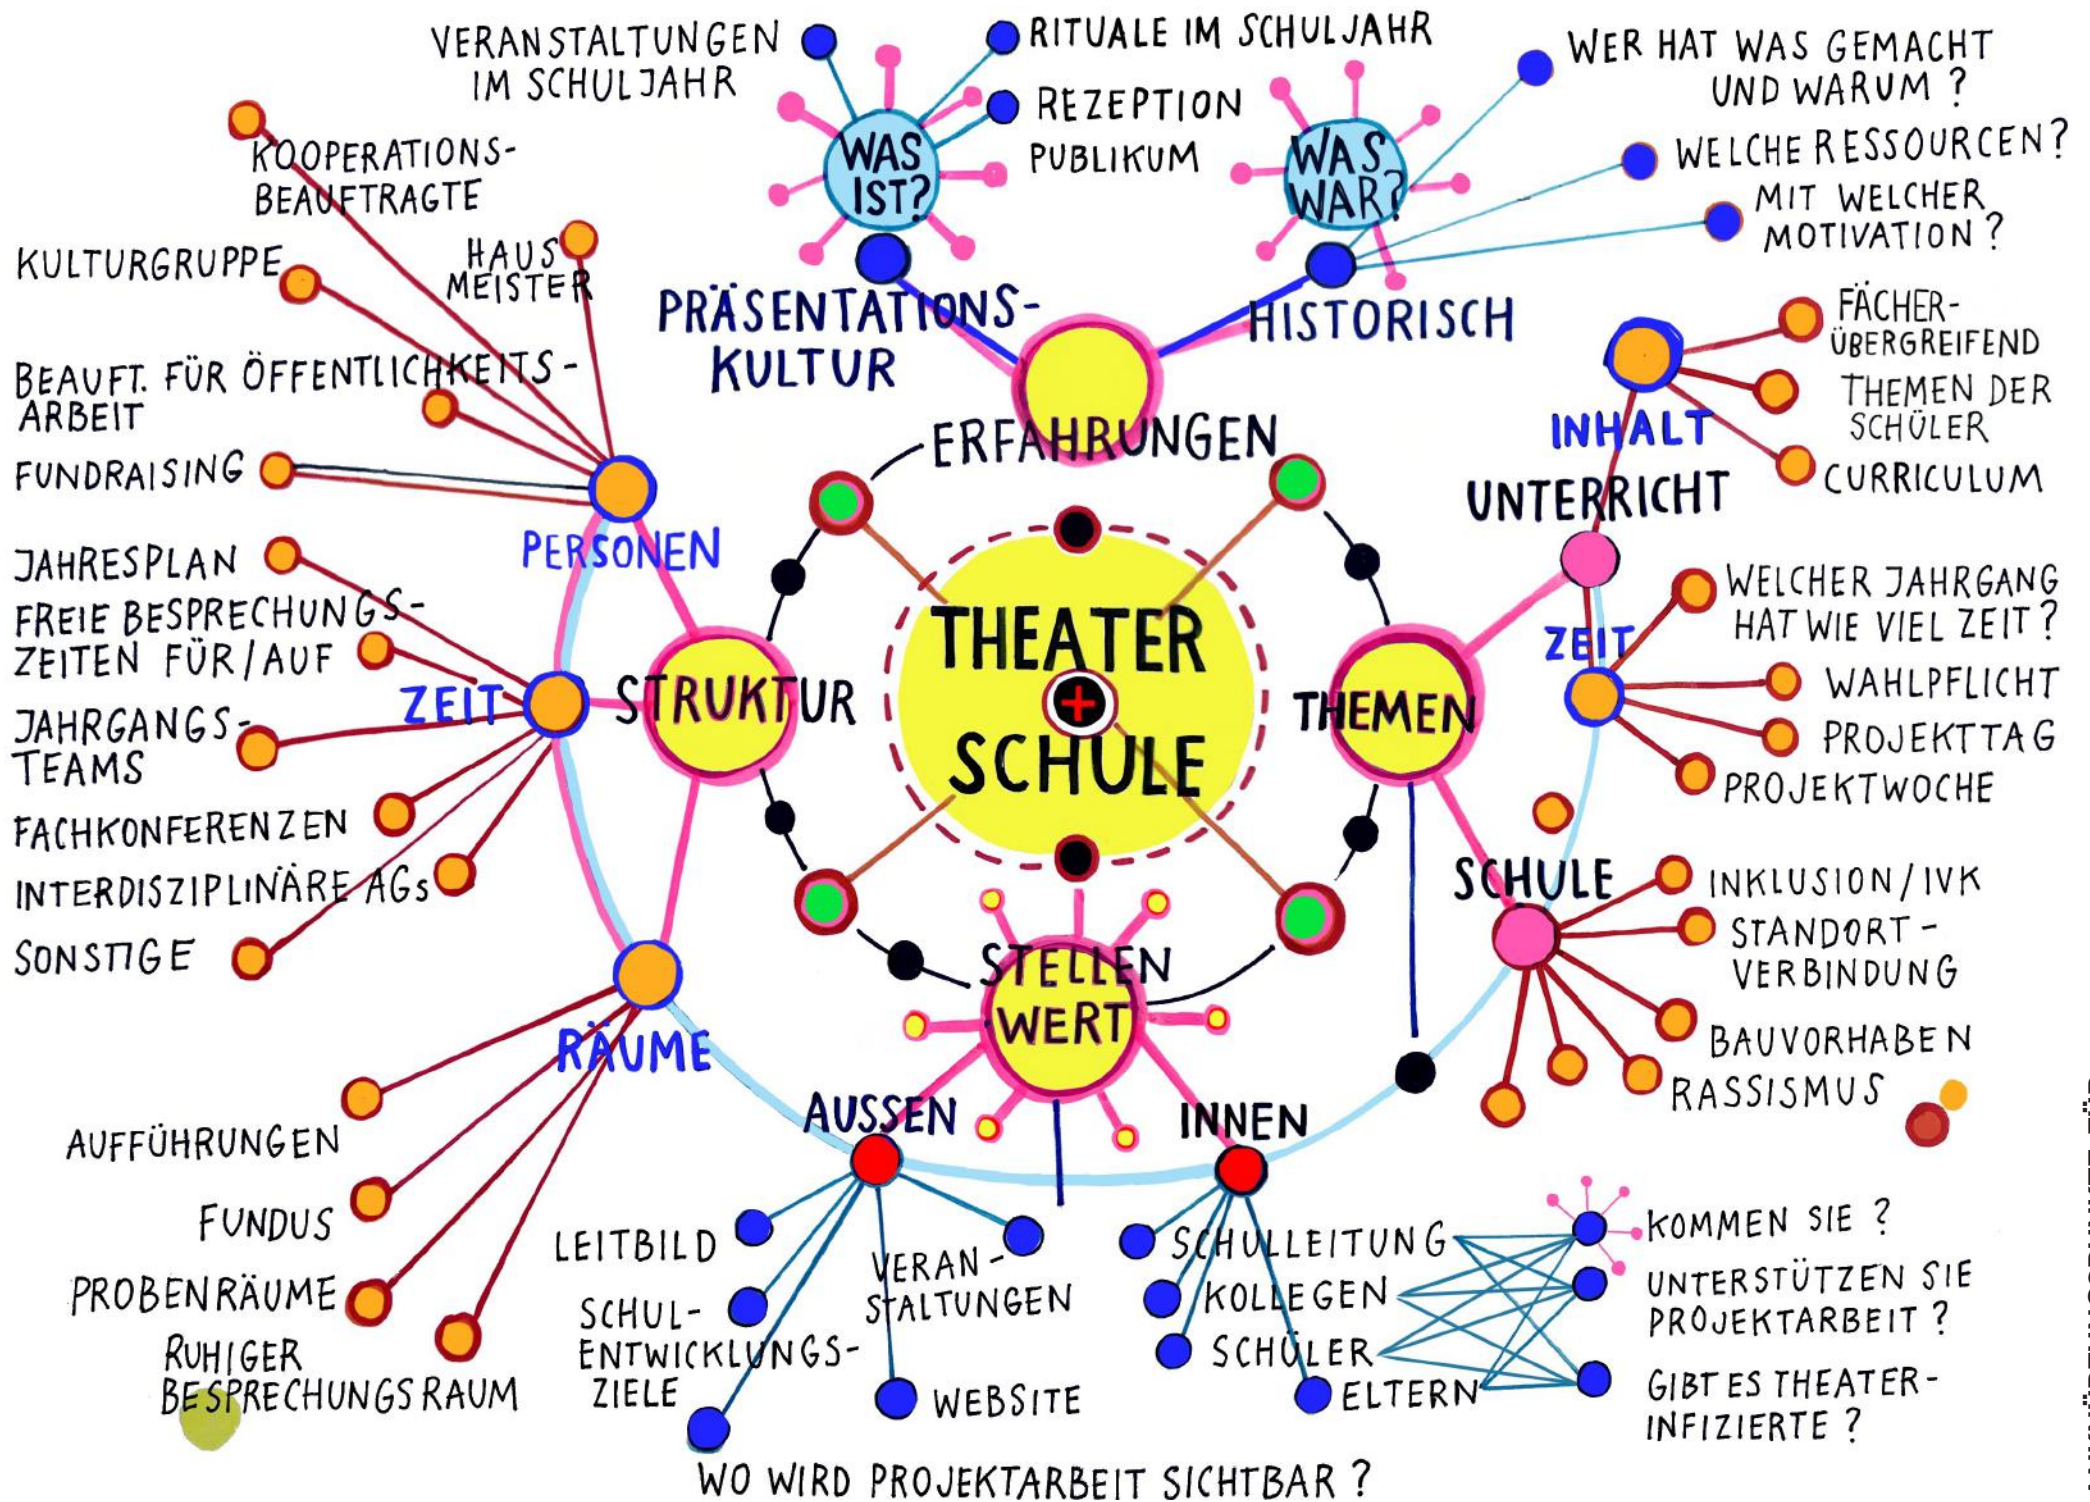 VERANSTALTUNGEN
IM SCHULJAHR
RITUALE IM SCHULJAHR
REZEPTION
PUBLIKUM
WAS
IST?
WAS
WAR?
WER HAT WAS GEMACHT
UND WARUM ?
WELCHE RESSOURCEN?
MIT WELCHER
MOTIVATION ?
PRÄSENTATIONS-
KULTUR
HISTORISCH
ERFAHRUNGEN
KOOPERATIONS-
BEAUFTRAGTE
KULTURGRUPPE
HAUS
MEISTER
BEAUFT. FÜR ÖFFENTLICHKEITS-
ARBEIT
FUNDRAISING
PERSONEN
JAHRESPLAN
FREIE BESPRECHUNGS-
ZEITEN FÜR/AUF
ZEIT
JAHRGANGS-
TEAMS
FACHKONFERENZEN
INTERDISZIPLINÄRE AGs
SONSTIGE
STRUKTUR
THEATER
+
SCHULE
THEMEN
INHALT
FÄCHER-
ÜBERGREIFEND
THEMEN DER
SCHÜLER
CURRICULUM
UNTERRICHT
ZEIT
WELCHER JAHRGANG
HAT WIE VIEL ZEIT ?
WAHLPFLICHT
PROJEKTTAG
PROJEKTWOCHE
SCHULE
INKLUSION/IVK
STANDORT-
VERBINDUNG
BAUVORHABEN
RASSISMUS
RÄUME
AUFFÜHRUNGEN
FUNDUS
PROBENRÄUME
RUHIGER
BESPRECHUNGSRAUM
STELLEN
WERT
AUSSEN
LEITBILD
SCHUL-
ENTWICKLUNGS-
ZIELE
VERAN-
STALTUNGEN
WEBSITE
WO WIRD PROJEKTARBEIT SICHTBAR ?
INNEN
SCHULLEITUNG
KOLLEGEN
SCHÜLER
ELTERN
KOMMEN SIE ?
UNTERSTÜTZEN SIE
PROJEKTARBEIT ?
GIBT ES THEATER-
INFIZIERTE ?